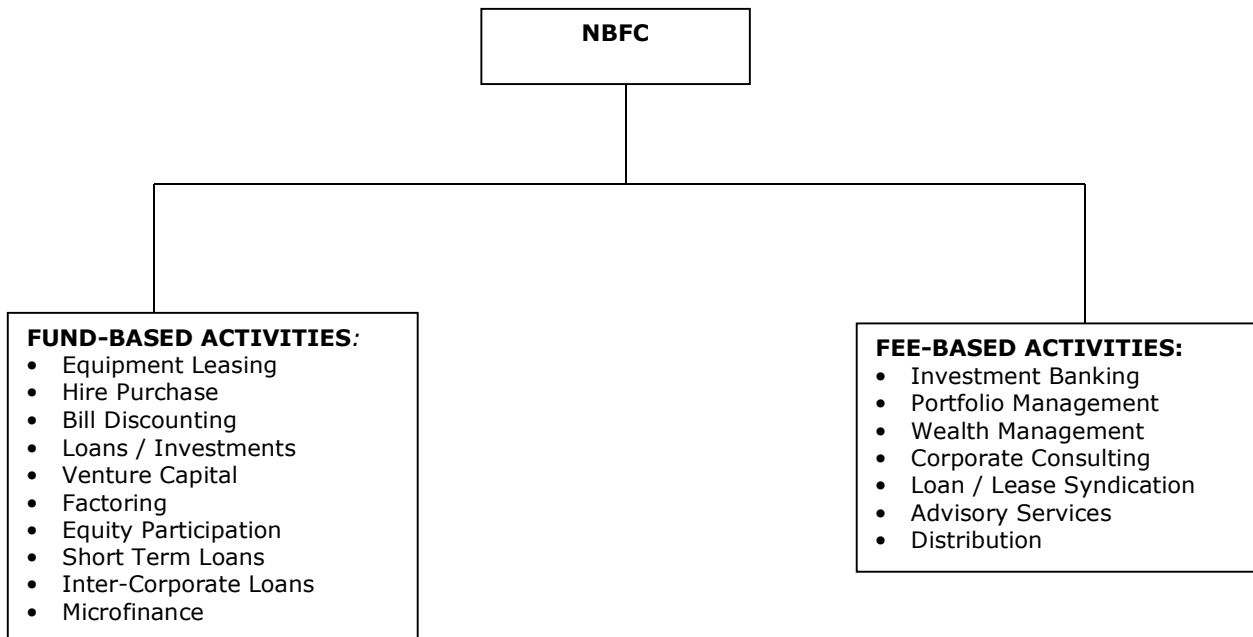 NBFC
FUND-BASED ACTIVITIES:
• Equipment Leasing
• Hire Purchase
• Bill Discounting
• Loans / Investments
• Venture Capital
• Factoring
• Equity Participation
• Short Term Loans
• Inter-Corporate Loans
• Microfinance
FEE-BASED ACTIVITIES:
• Investment Banking
• Portfolio Management
• Wealth Management
• Corporate Consulting
• Loan / Lease Syndication
• Advisory Services
• Distribution